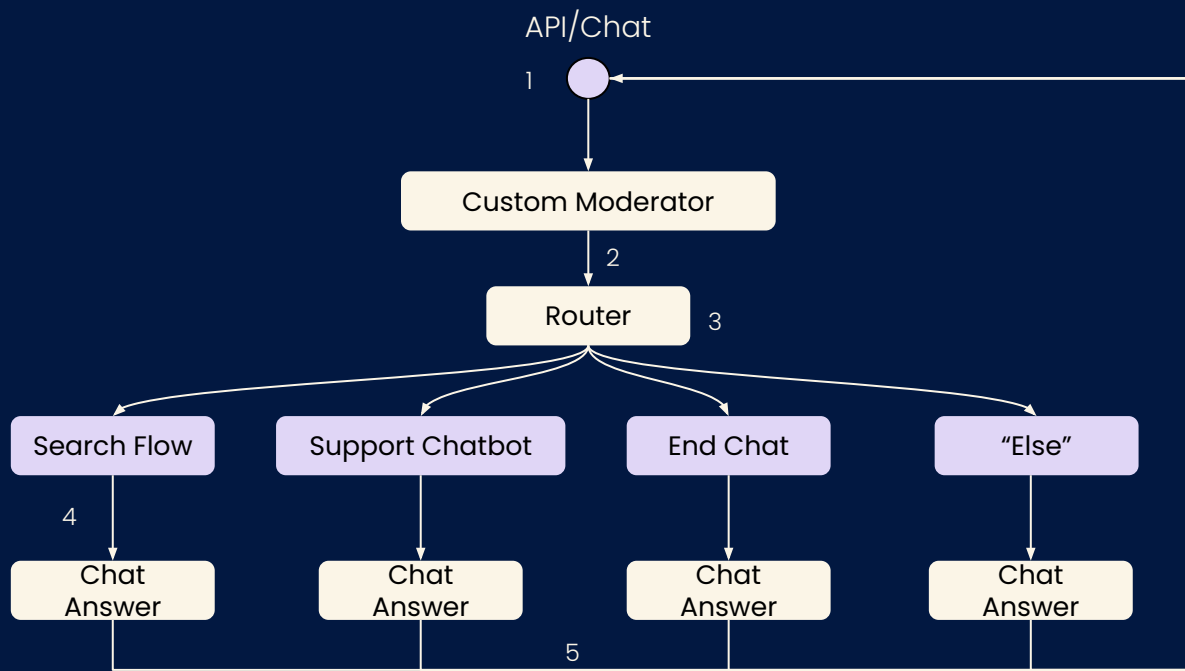 API/Chat
1
Custom Moderator
2
Router
3
Search Flow
Support Chatbot
End Chat
“Else”
4
Chat
Answer
Chat
Answer
Chat
Answer
Chat
Answer
5